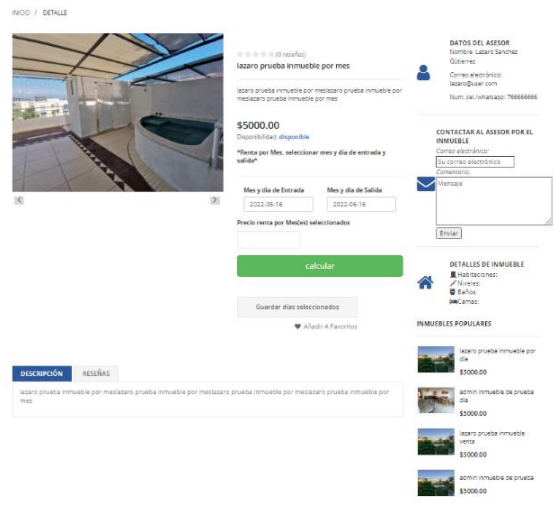 INICIO / DETALLE
(0 reseñas)
lazaro prueba inmueble por mes
lazaro prueba inmueble por meslazaro prueba inmueble por
meslazaro prueba inmueble por mes
$5000.00
Disponibilidad: disponible
*Renta por Mes, seleccionar mes y dia de entrada y
salida*
Mes y dia de Entrada Mes y dia de Salida
2022-06-16 2022-06-16
Precio renta por Mes(es) seleccionados
calcular
Guardar dias seleccionados
Añadir A Favoritos
DESCRIPCIÓN RESEÑAS
lazaro prueba inmueble por meslazaro prueba inmueble por meslazaro prueba inmueble por meslazaro prueba inmueble por
mes
DATOS DEL ASESOR
Nombre: Lazaro Sanchez
Gutierrez
Correo electrónico
lazaro@user.com
Num. cel./whatsapp: 766666666
CONTACTAR AL ASESOR POR EL
INMUEBLE
Correo electrónico:
Su correo electrónico
Comentario:
Mensaje
Enviar
DETALLES DE INMUEBLE
Habitaciones:
Niveles:
Baños:
Camas:
INMUEBLES POPULARES
lazaro prueba inmueble por
dia
$5000.00
admin inmueble de prueba
dia
$5000.00
lazaro prueba inmueble
venta
$5000.00
admin inmueble de prueba
$5000.00